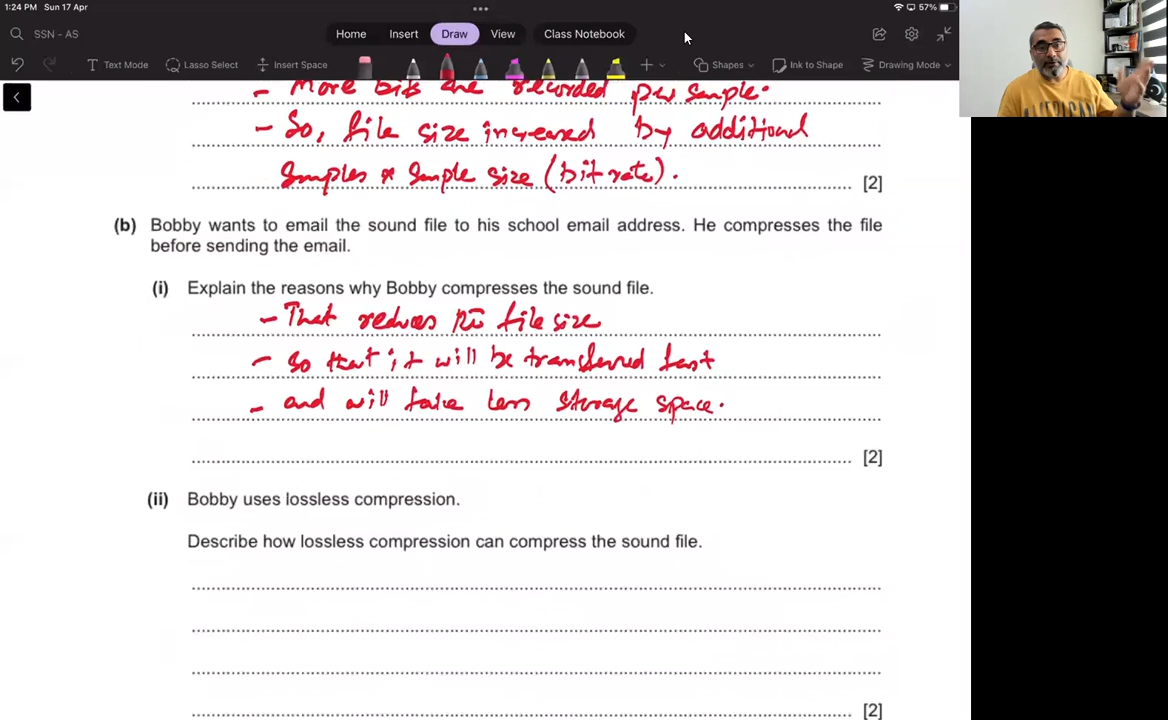 1:24 PM Sun 17 Apr
57%
SSN - AS
Home Insert Draw View Class Notebook
Text Mode Lasso Select Insert Space Shapes Ink to Shape Drawing Mode
- More bits are recorded per sample.
- So, file size increased by additional
Samples * Sample size (bit rate).
[2]
(b) Bobby wants to email the sound file to his school email address. He compresses the file
before sending the email.
(i) Explain the reasons why Bobby compresses the sound file.
- That reduces file size
- so that it will be transferred fast
- and will take less storage space.
[2]
(ii) Bobby uses lossless compression.
Describe how lossless compression can compress the sound file.
[2]